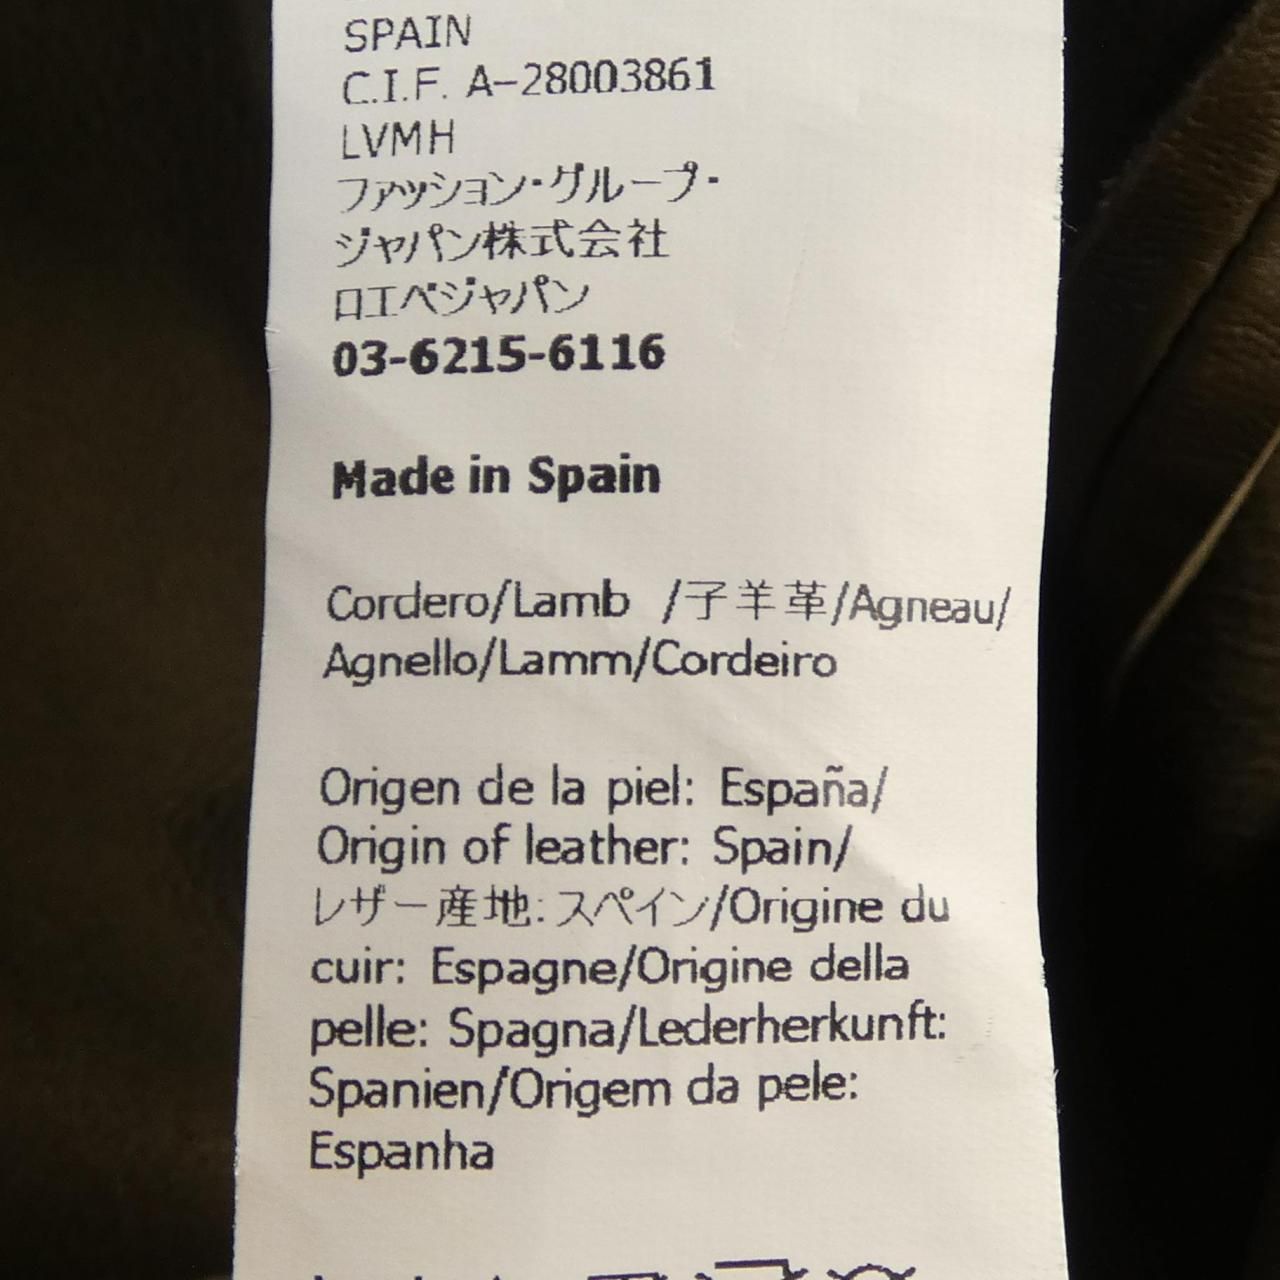 SPAIN
C.I.F. A-28003861
LVMH
ファッション・グループ・
ジャパン株式会社
ロエベジャパン
03-6215-6116
Made in Spain
Cordero/Lamb /子羊革/Agneau/
Agnello/Lamm/Cordeiro
Origen de la piel: España/
Origin of leather: Spain/
レザー産地: スペイン/Origine du
cuir: Espagne/Origine della
pelle: Spagna/Lederherkunft:
Spanien/Origem da pele:
Espanha